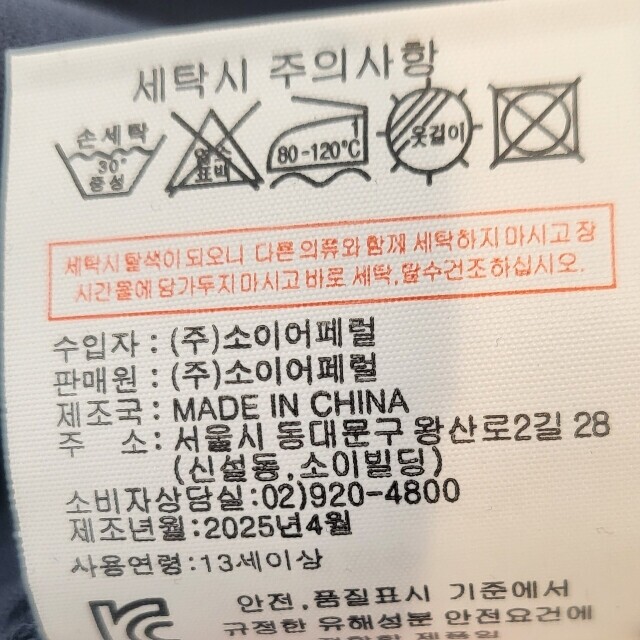 세탁시 주의사항
손세탁
30°
중성
염소
표백
1
80-120°C
옷걸이
세탁시 탈색이 되오니 다른 의류와 함께 세탁하지 마시고 장
시간 물에 담가두지 마시고 바로 세탁,탈수건조하십시오.
수입자 : (주)소이어페럴
판매원 : (주)소이어페럴
제조국 : MADE IN CHINA
주 소 : 서울시 동대문구 왕산로2길 28
(신설동,소이빌딩)
소비자상담실:02)920-4800
제조년월:2025년4월
사용연령:13세이상
안전,품질표시 기준에서
규정한 유해성분 안전요건에